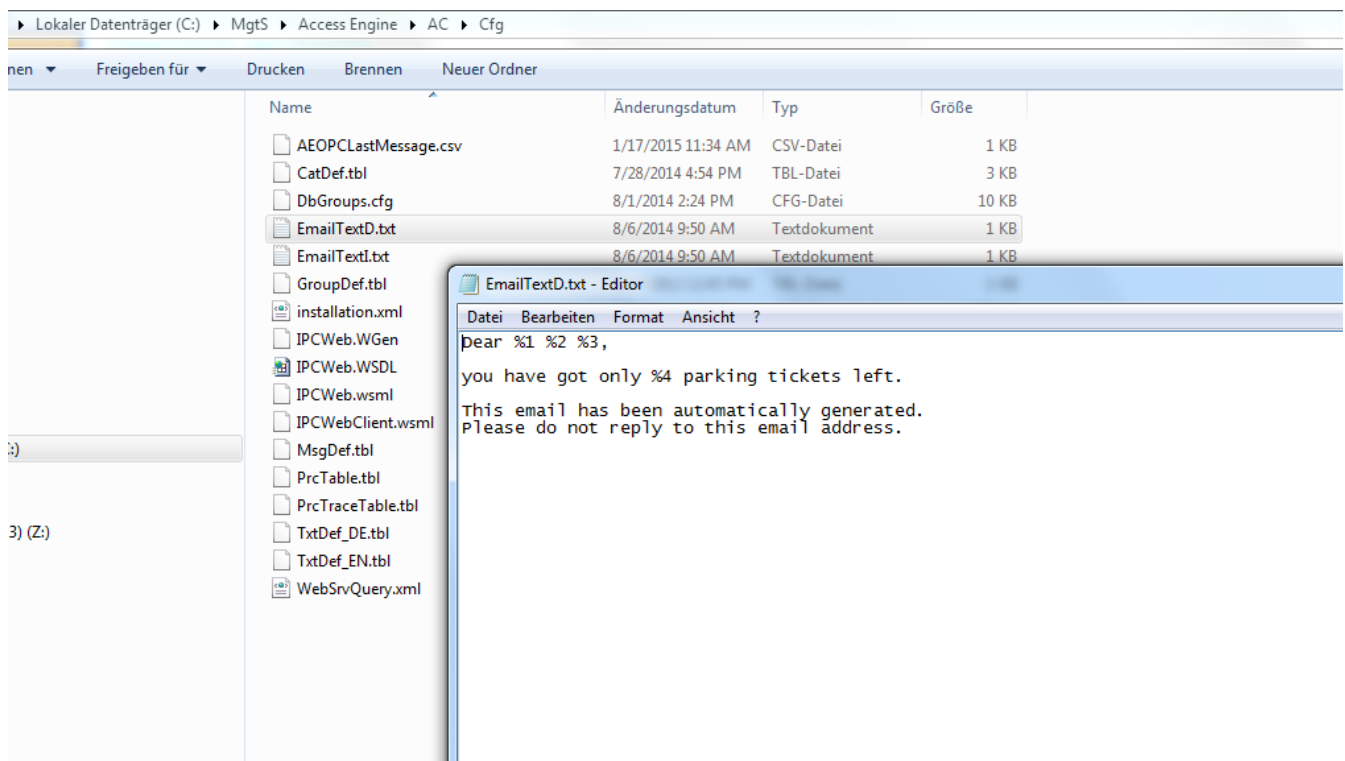 Lokaler Datenträger (C:) ▸ MgtS ▸ Access Engine ▸ AC ▸ Cfg
nen Freigeben für Drucken Brennen Neuer Ordner
Name Änderungsdatum Typ Größe
AEOPCLastMessage.csv 1/17/2015 11:34 AM CSV-Datei 1 KB
CatDef.tbl 7/28/2014 4:54 PM TBL-Datei 3 KB
DbGroups.cfg 8/1/2014 2:24 PM CFG-Datei 10 KB
EmailTextD.txt 8/6/2014 9:50 AM Textdokument 1 KB
EmailTextI.txt 8/6/2014 9:50 AM Textdokument 1 KB
GroupDef.tbl
installation.xml
IPCWeb.WGen
IPCWeb.WSDL
IPCWeb.wsml
IPCWebClient.wsml
MsgDef.tbl
PrcTable.tbl
PrcTraceTable.tbl
TxtDef_DE.tbl
TxtDef_EN.tbl
WebSrvQuery.xml
:)
3) (Z:)
EmailTextD.txt - Editor
Datei Bearbeiten Format Ansicht ?
Dear %1 %2 %3,
you have got only %4 parking tickets left.
This email has been automatically generated.
Please do not reply to this email address.